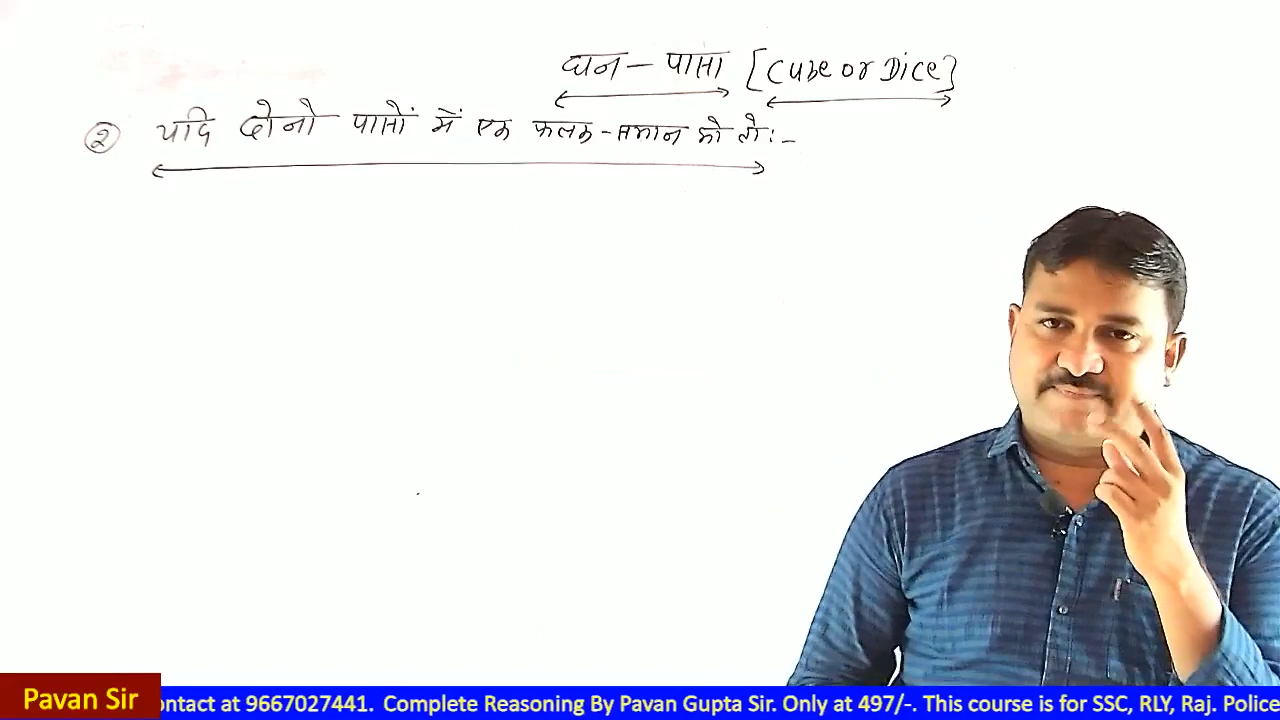 घन - पासा [Cube or Dice]
② यदि दोनो पासों में एक फलक - समान हो तो :-
Pavan Sir
ontact at 9667027441. Complete Reasoning By Pavan Gupta Sir. Only at 497/-. This course is for SSC, RLY, Raj. Police